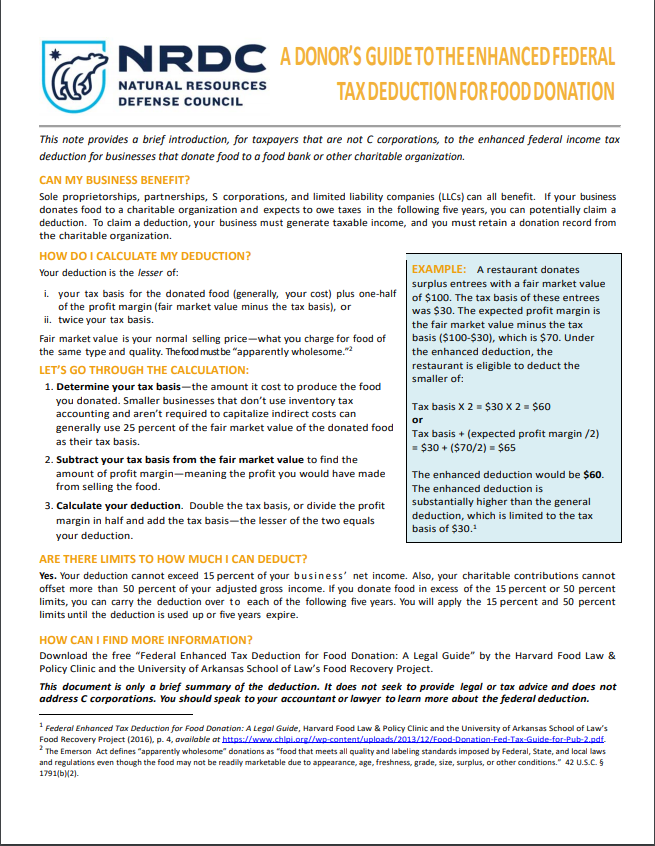 NRDC
NATURAL RESOURCES
DEFENSE COUNCIL
A DONOR'S GUIDE TO THE ENHANCED FEDERAL
TAX DEDUCTION FOR FOOD DONATION
This note provides a brief introduction, for taxpayers that are not C corporations, to the enhanced federal income tax
deduction for businesses that donate food to a food bank or other charitable organization.
CAN MY BUSINESS BENEFIT?
Sole proprietorships, partnerships, S corporations, and limited liability companies (LLCs) can all benefit. If your business
donates food to a charitable organization and expects to owe taxes in the following five years, you can potentially claim a
deduction. To claim a deduction, your business must generate taxable income, and you must retain a donation record from
the charitable organization.
HOW DO I CALCULATE MY DEDUCTION?
Your deduction is the lesser of:
i. your tax basis for the donated food (generally, your cost) plus one-half
of the profit margin (fair market value minus the tax basis), or
ii. twice your tax basis.
Fair market value is your normal selling price—what you charge for food of
the same type and quality. The food must be “apparently wholesome.”2
LET'S GO THROUGH THE CALCULATION:
1. Determine your tax basis—the amount it cost to produce the food
you donated. Smaller businesses that don't use inventory tax
accounting and aren't required to capitalize indirect costs can
generally use 25 percent of the fair market value of the donated food
as their tax basis.
2. Subtract your tax basis from the fair market value to find the
amount of profit margin—meaning the profit you would have made
from selling the food.
3. Calculate your deduction. Double the tax basis, or divide the profit
margin in half and add the tax basis—the lesser of the two equals
your deduction.
EXAMPLE: A restaurant donates
surplus entrees with a fair market value
of $100. The tax basis of these entrees
was $30. The expected profit margin is
the fair market value minus the tax
basis ($100-$30), which is $70. Under
the enhanced deduction, the
restaurant is eligible to deduct the
smaller of:
Tax basis X 2 = $30 X 2 = $60
or
Tax basis + (expected profit margin /2)
= $30 + ($70/2) = $65
The enhanced deduction would be $60.
The enhanced deduction is
substantially higher than the general
deduction, which is limited to the tax
basis of $30.1
ARE THERE LIMITS TO HOW MUCH I CAN DEDUCT?
Yes. Your deduction cannot exceed 15 percent of your business' net income. Also, your charitable contributions cannot
offset more than 50 percent of your adjusted gross income. If you donate food in excess of the 15 percent or 50 percent
limits, you can carry the deduction over to each of the following five years. You will apply the 15 percent and 50 percent
limits until the deduction is used up or five years expire.
HOW CAN I FIND MORE INFORMATION?
Download the free “Federal Enhanced Tax Deduction for Food Donation: A Legal Guide” by the Harvard Food Law &
Policy Clinic and the University of Arkansas School of Law's Food Recovery Project.
This document is only a brief summary of the deduction. It does not seek to provide legal or tax advice and does not
address C corporations. You should speak to your accountant or lawyer to learn more about the federal deduction.
1 Federal Enhanced Tax Deduction for Food Donation: A Legal Guide, Harvard Food Law & Policy Clinic and the University of Arkansas School of Law's
Food Recovery Project (2016), p. 4, available at https://www.chlpi.org//wp-content/uploads/2013/12/Food-Donation-Fed-Tax-Guide-for-Pub-2.pdf.
2 The Emerson Act defines “apparently wholesome” donations as “food that meets all quality and labeling standards imposed by Federal, State, and local laws
and regulations even though the food may not be readily marketable due to appearance, age, freshness, grade, size, surplus, or other conditions.” 42 U.S.C. §
1791(b)(2).